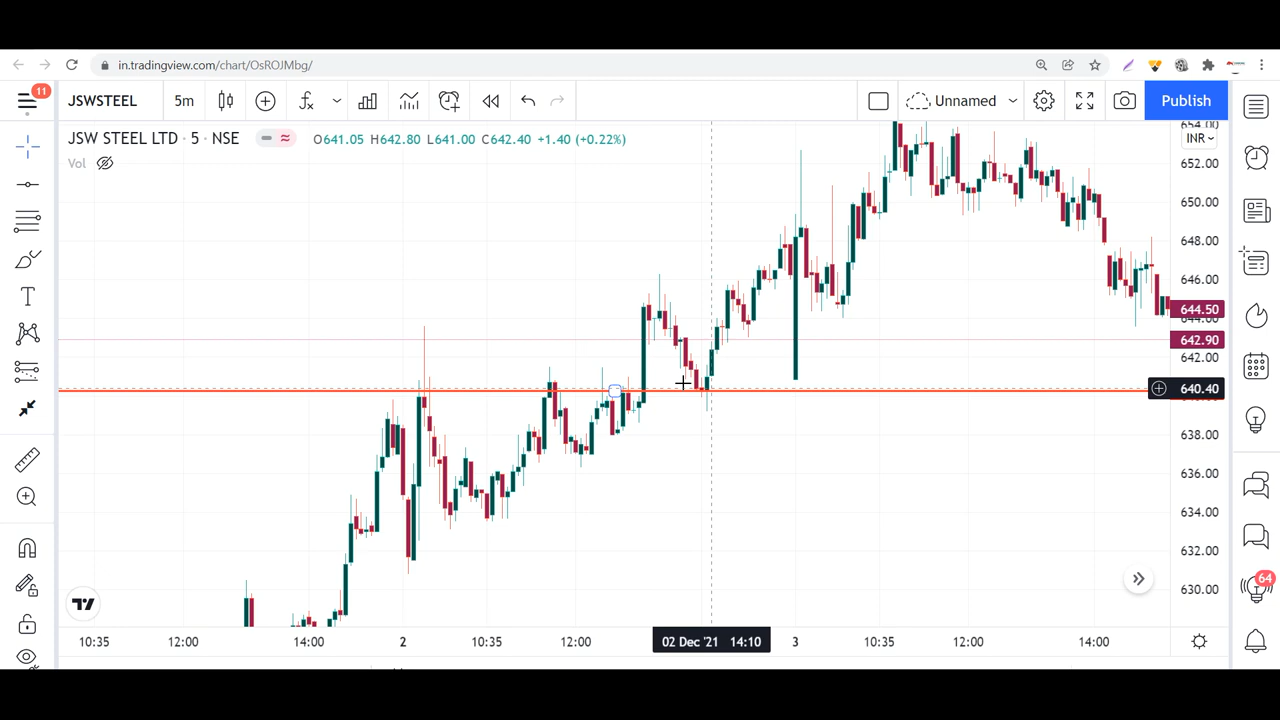 in.tradingview.com/chart/OsROJMbg/
11
JSWSTEEL
5m
Unnamed
Publish
JSW STEEL LTD · 5 · NSE
O641.05 H642.80 L641.00 C642.40 +1.40 (+0.22%)
Vol
654.00
INR
652.00
650.00
648.00
646.00
644.50
644.00
642.90
642.00
640.40
638.00
636.00
634.00
632.00
630.00
64
10:35
12:00
14:00
2
10:35
12:00
02 Dec '21 14:10
3
10:35
12:00
14:00